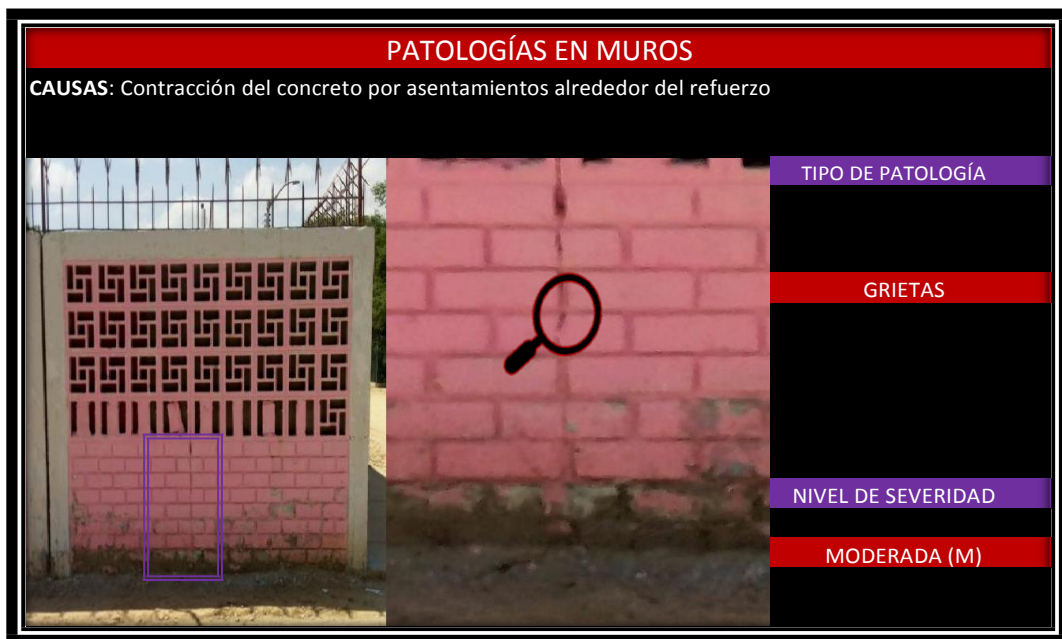 PATOLOGÍAS EN MUROS
CAUSAS: Contracción del concreto por asentamientos alrededor del refuerzo
TIPO DE PATOLOGÍA
GRIETAS
NIVEL DE SEVERIDAD
MODERADA (M)